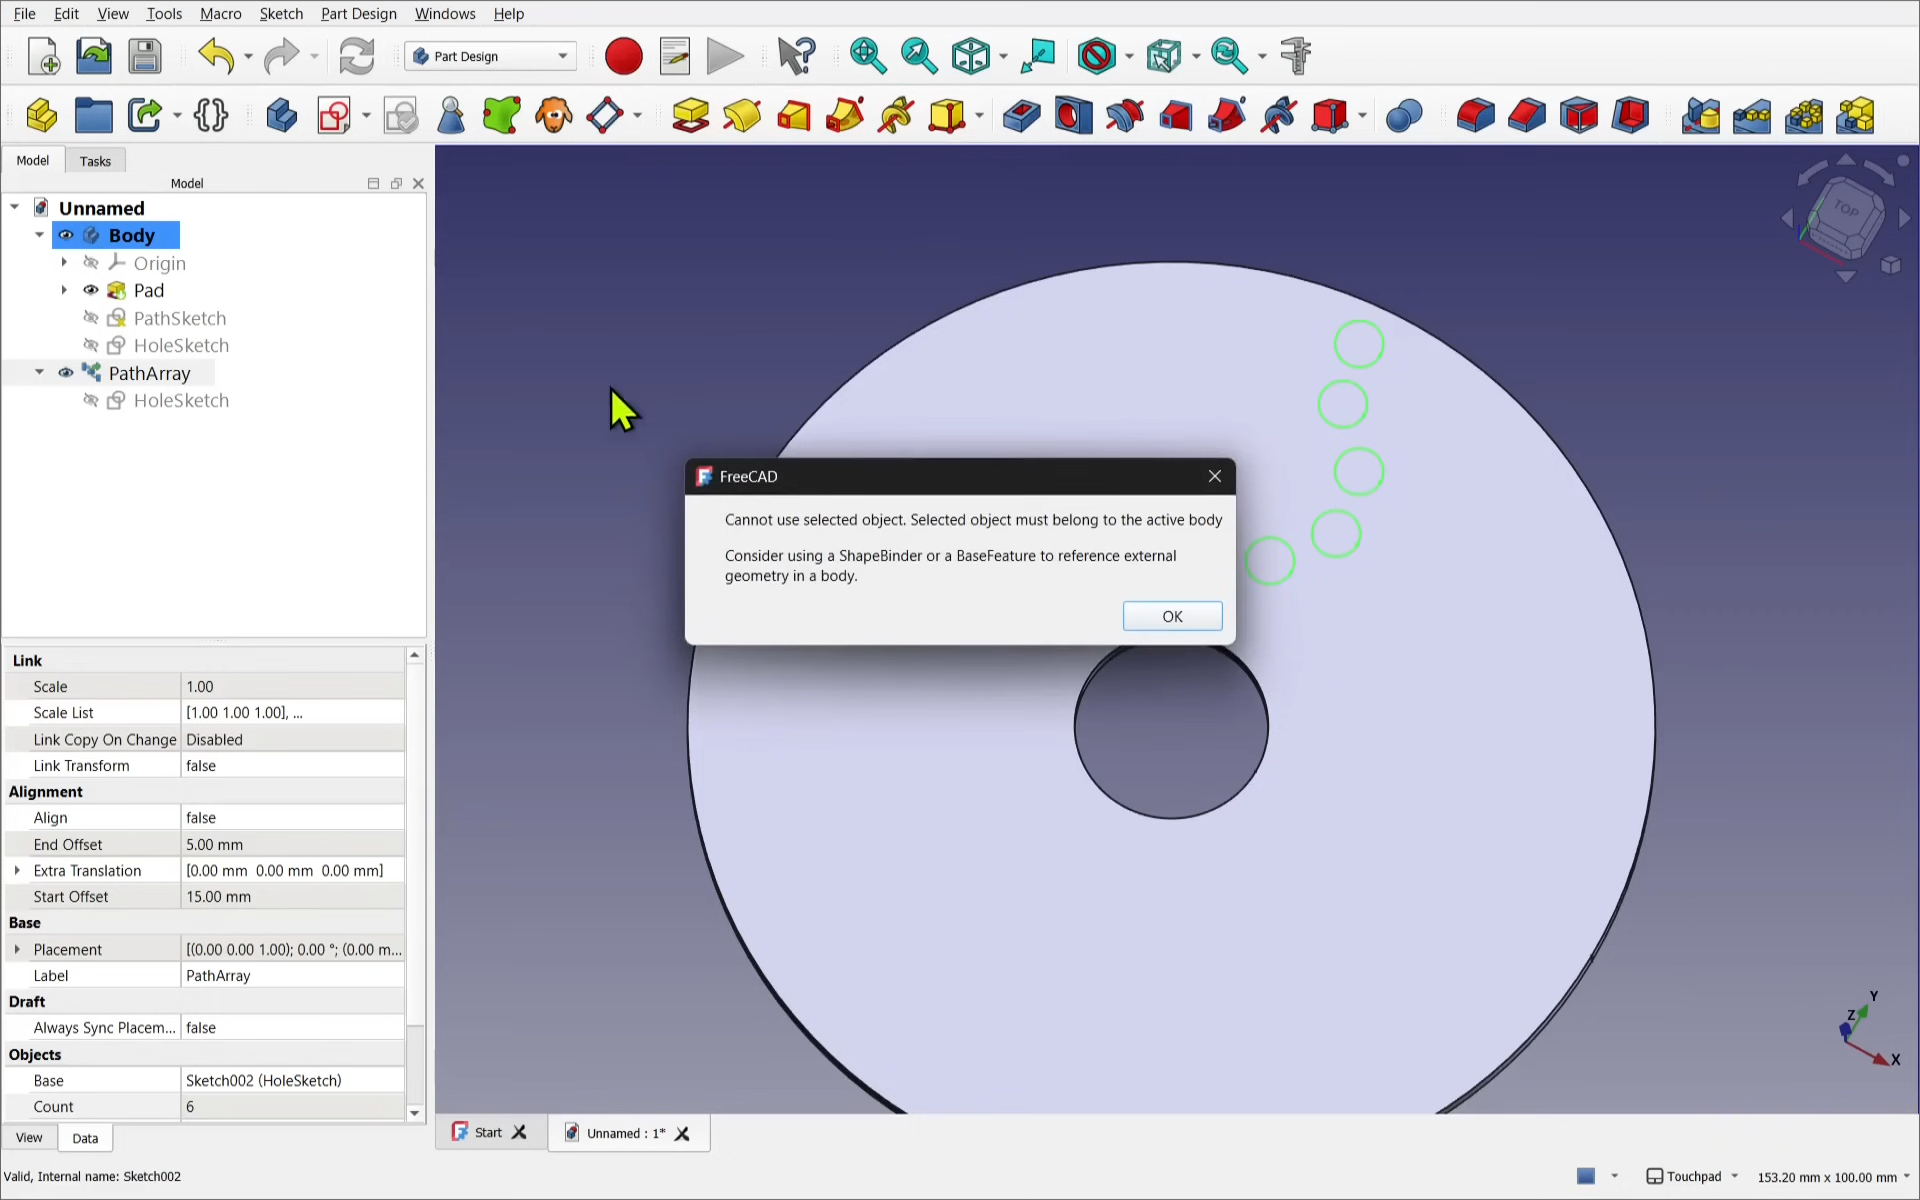 File Edit View Tools Macro Sketch Part Design Windows Help
Part Design
Model Tasks
Model
Unnamed
Body
Origin
Pad
PathSketch
HoleSketch
PathArray
HoleSketch
TOP
FreeCAD
Cannot use selected object. Selected object must belong to the active body
Consider using a ShapeBinder or a BaseFeature to reference external
geometry in a body.
OK
Link
Scale 1.00
Scale List [1.00 1.00 1.00], ...
Link Copy On Change Disabled
Link Transform false
Alignment
Align false
End Offset 5.00 mm
Extra Translation [0.00 mm 0.00 mm 0.00 mm]
Start Offset 15.00 mm
Base
Placement [(0.00 0.00 1.00); 0.00 °; (0.00 m...
Label PathArray
Draft
Always Sync Placem... false
Objects
Base Sketch002 (HoleSketch)
Count 6
Y
Z
X
View Data
Start Unnamed : 1*
Valid, Internal name: Sketch002
Touchpad 153.20 mm x 100.00 mm